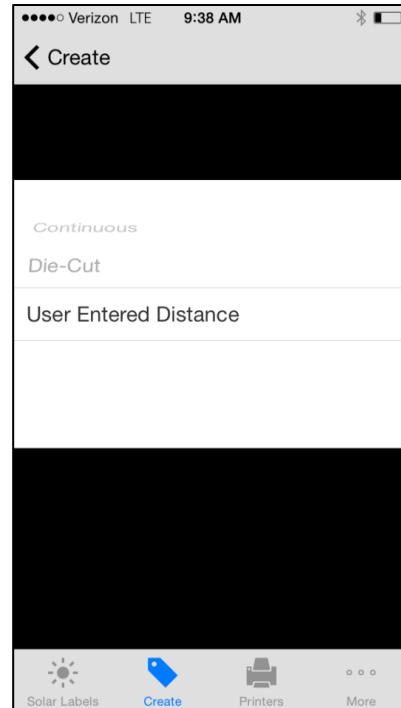 Verizon LTE 9:38 AM
Create
Continuous
Die-Cut
User Entered Distance
Solar Labels Create Printers More